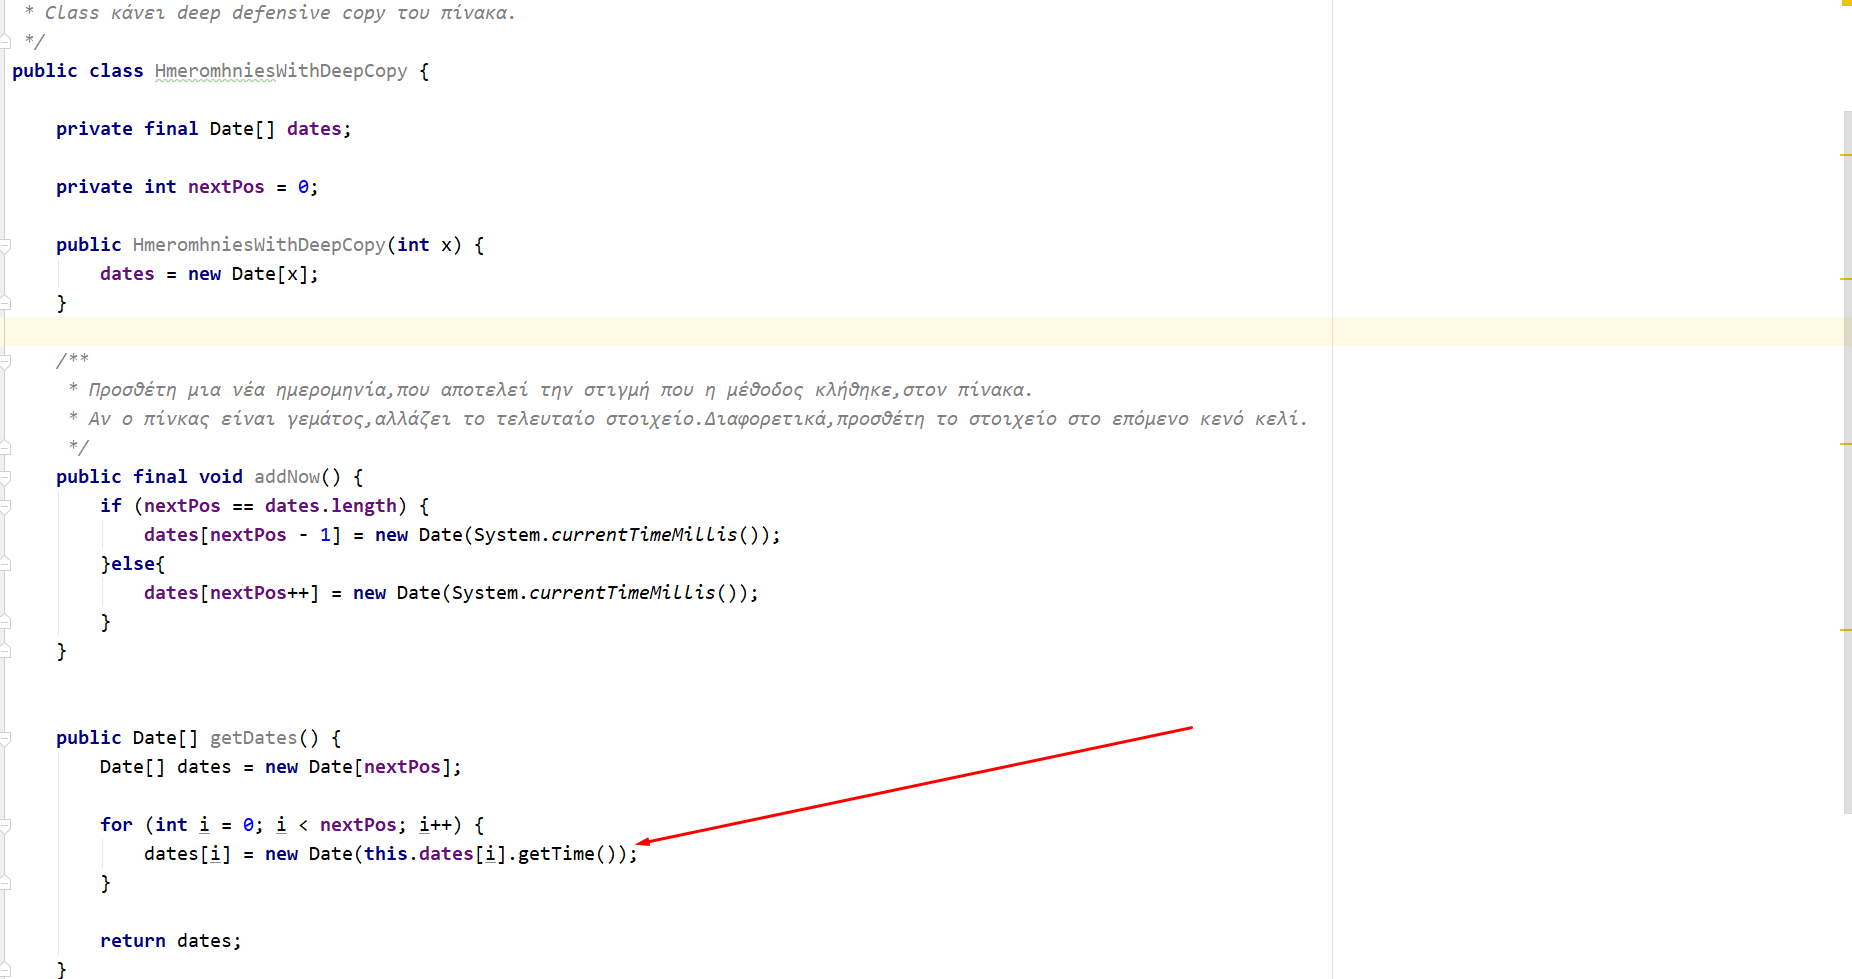 * Class κάνει deep defensive copy του πίνακα.
*/
public class HmeromhniesWithDeepCopy {
private final Date[] dates;
private int nextPos = 0;
public HmeromhniesWithDeepCopy(int x) {
dates = new Date[x];
}
/**
* Προσθέτη μια νέα ημερομηνία,που αποτελεί την στιγμή που η μέθοδος κλήθηκε,στον πίνακα.
* Αν ο πίνκας είναι γεμάτος,αλλάζει το τελευταίο στοιχείο.Διαφορετικά,προσθέτη το στοιχείο στο επόμενο κενό κελί.
*/
public final void addNow() {
if (nextPos == dates.length) {
dates[nextPos - 1] = new Date(System.currentTimeMillis());
}else{
dates[nextPos++] = new Date(System.currentTimeMillis());
}
}
public Date[] getDates() {
Date[] dates = new Date[nextPos];
for (int i = 0; i < nextPos; i++) {
dates[i] = new Date(this.dates[i].getTime());
}
return dates;
}